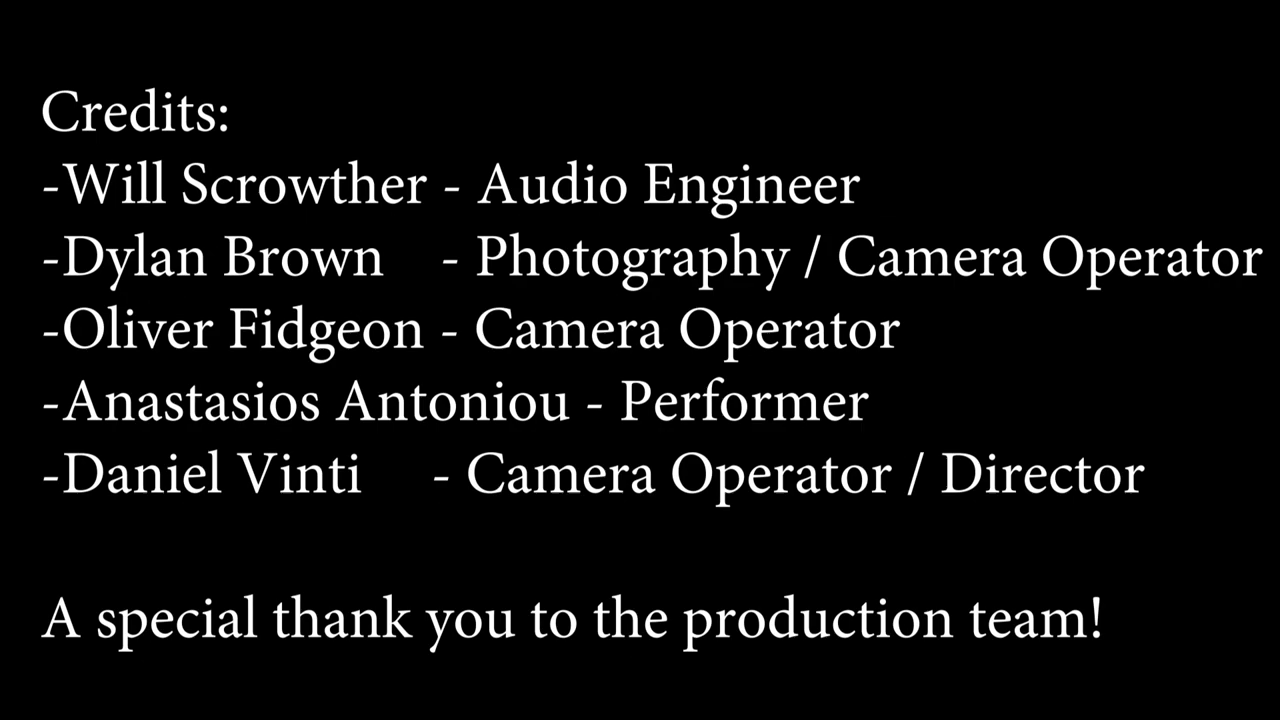 Credits:
-Will Scrowther - Audio Engineer
-Dylan Brown - Photography / Camera Operator
-Oliver Fidgeon - Camera Operator
-Anastasios Antoniou - Performer
-Daniel Vinti - Camera Operator / Director
A special thank you to the production team!